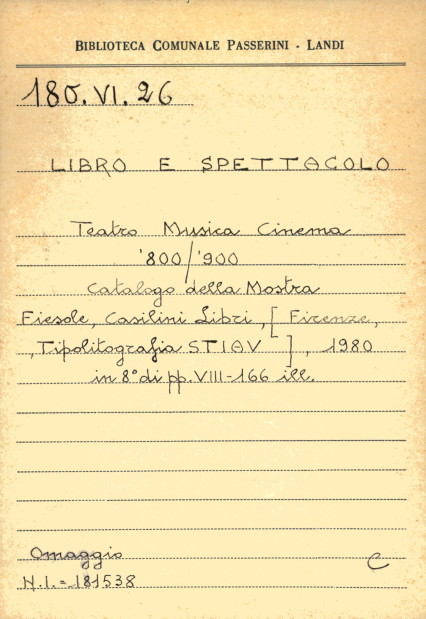 BIBLIOTECA COMUNALE PASSERINI - LANDI
180.VI.26
LIBRO E SPETTACOLO
Teatro Musica Cinema
'800/'900
Catalogo della Mostra
Fiesole, Casilini Libri, [Firenze,
, Tipolitografia STIAV], 1980
in 8° di pp. VIII-166 ill.
Omaggio
C
N.I. = 181538